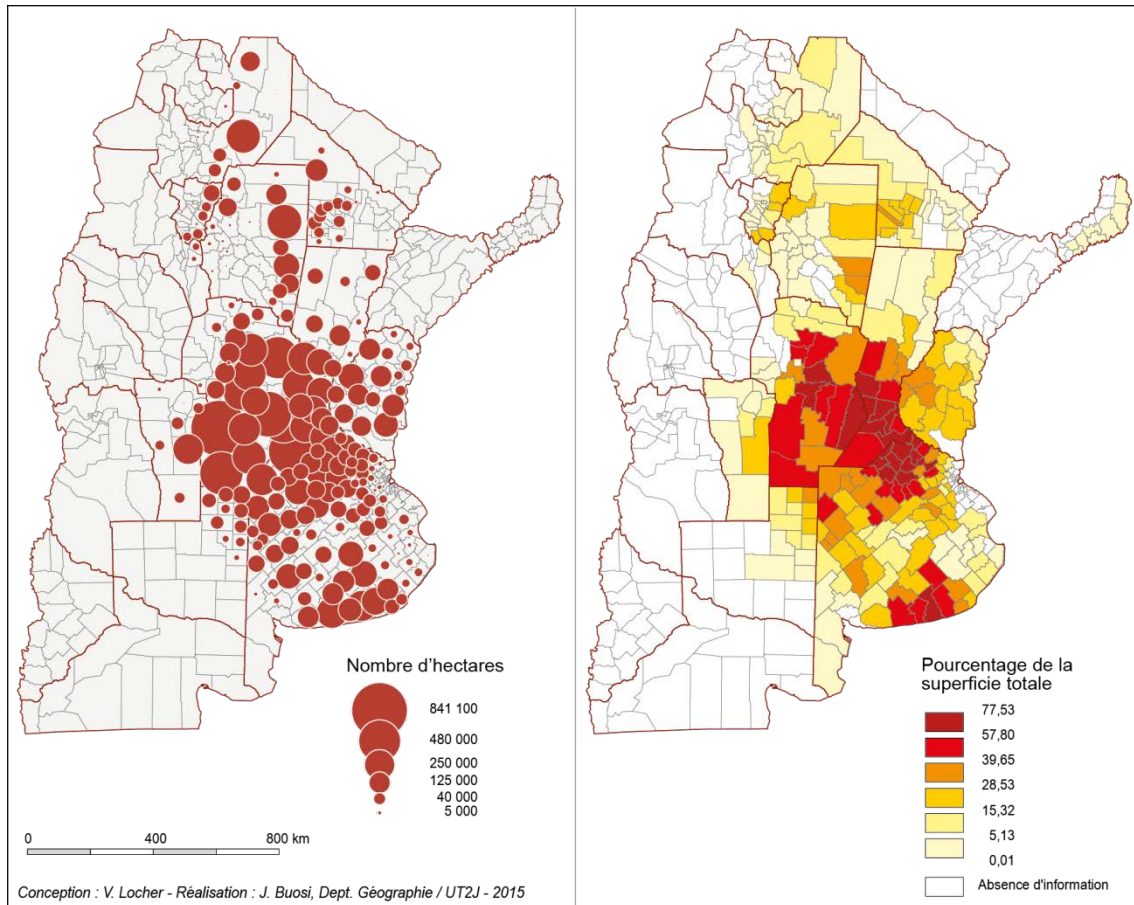 Nombre d'hectares
841 100
480 000
250 000
125 000
40 000
5 000
0 400 800 km
Conception : V. Locher - Réalisation : J. Buosi, Dept. Géographie / UT2J - 2015
Pourcentage de la
superficie totale
77,53
57,80
39,65
28,53
15,32
5,13
0,01
Absence d'information